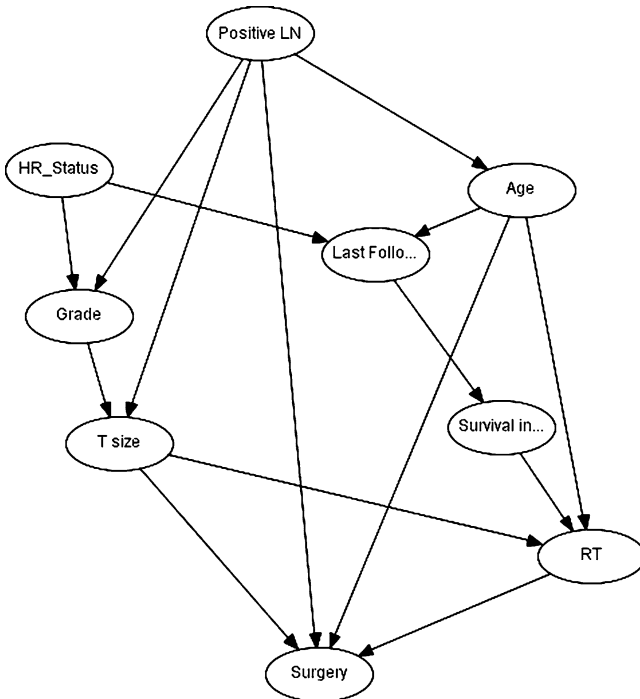 Positive LN
HR_Status
Age
Last Follo...
Grade
Survival in...
T size
RT
Surgery